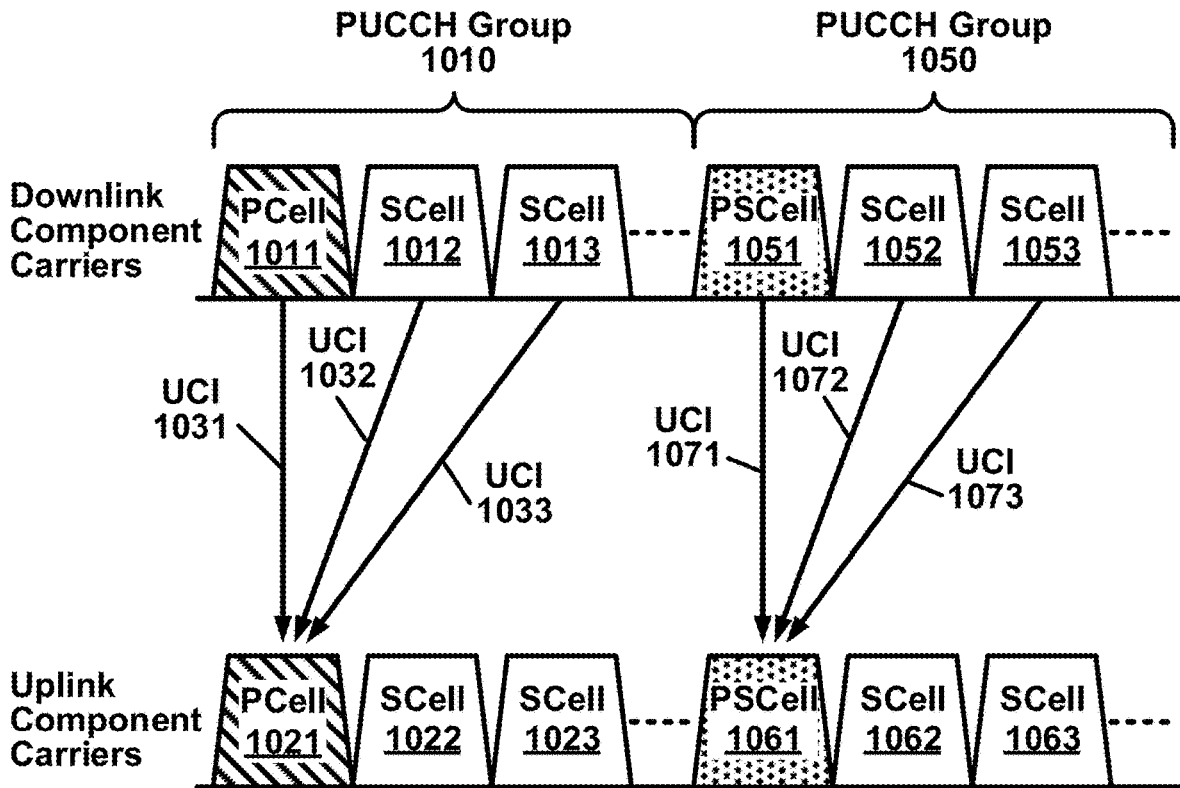 PUCCH Group
1010
PUCCH Group
1050
Downlink
Component
Carriers
PCell
1011
SCell
1012
SCell
1013
PSCell
1051
SCell
1052
SCell
1053
UCI
1031
UCI
1032
UCI
1033
UCI
1071
UCI
1072
UCI
1073
Uplink
Component
Carriers
PCell
1021
SCell
1022
SCell
1023
PSCell
1061
SCell
1062
SCell
1063